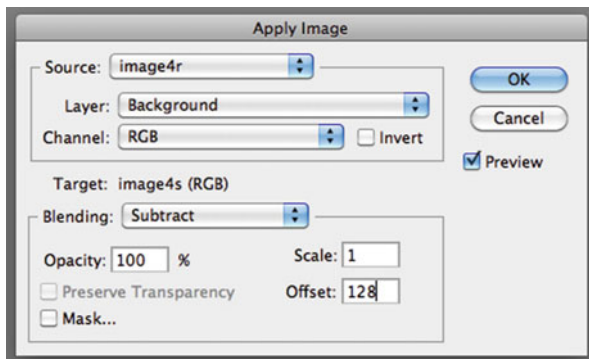 Apply Image
Source: image4r
OK
Layer: Background
Cancel
Channel: RGB
Invert
Preview
Target: image4s (RGB)
Blending: Subtract
Opacity: 100 %
Scale: 1
Preserve Transparency
Offset: 128
Mask...